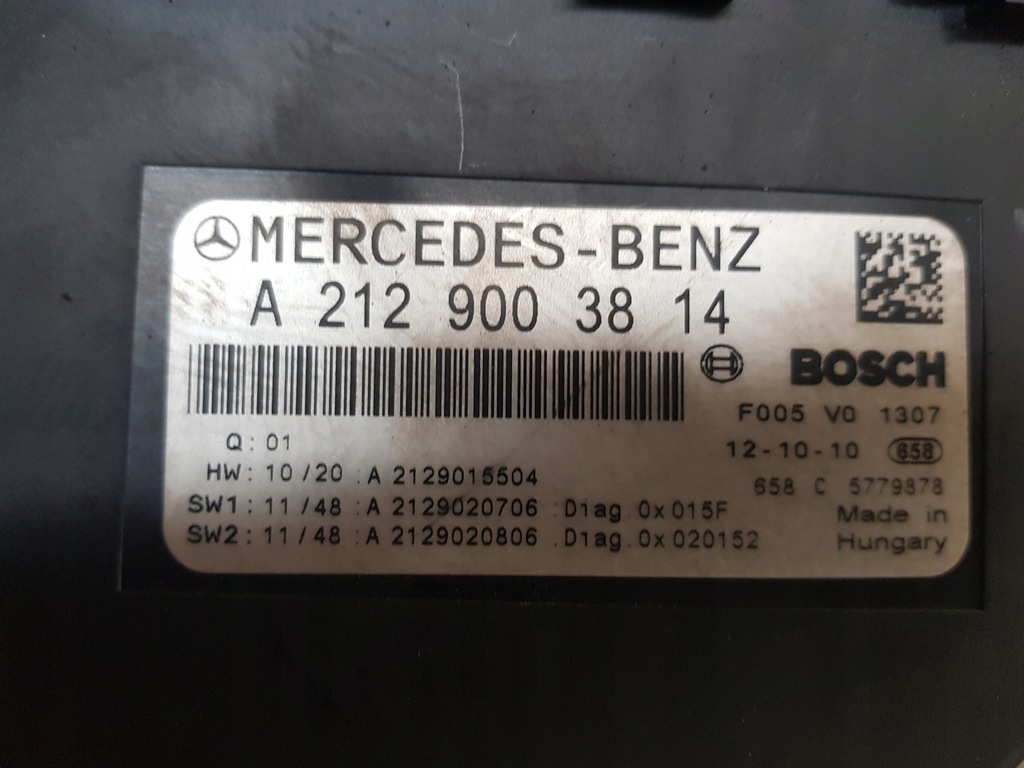 MERCEDES-BENZ
A 212 900 38 14
BOSCH
F005 V0 1307
Q: 01
12-10-10 658
HW: 10/20 :A 2129015504
658 C 5779878
SW1: 11/48 :A 2129020706 :Diag 0x015F
Made in
SW2: 11/48 :A 2129020806 .Diag.0x020152
Hungary